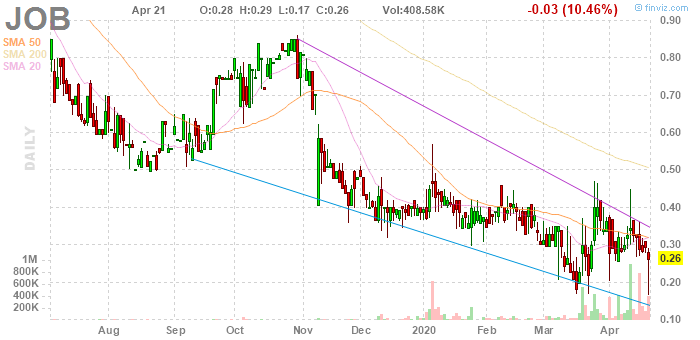 JOB Apr 21 O:0.28 H:0.29 L:0.17 C:0.26 Vol:408.58K -0.03 (10.46%)
© finviz.com
SMA 50
SMA 200
SMA 20
DAILY
0.90
0.80
0.70
0.60
0.50
0.40
0.30
0.26
0.20
0.10
1M
800K
600K
400K
200K
Aug Sep Oct Nov Dec 2020 Feb Mar Apr